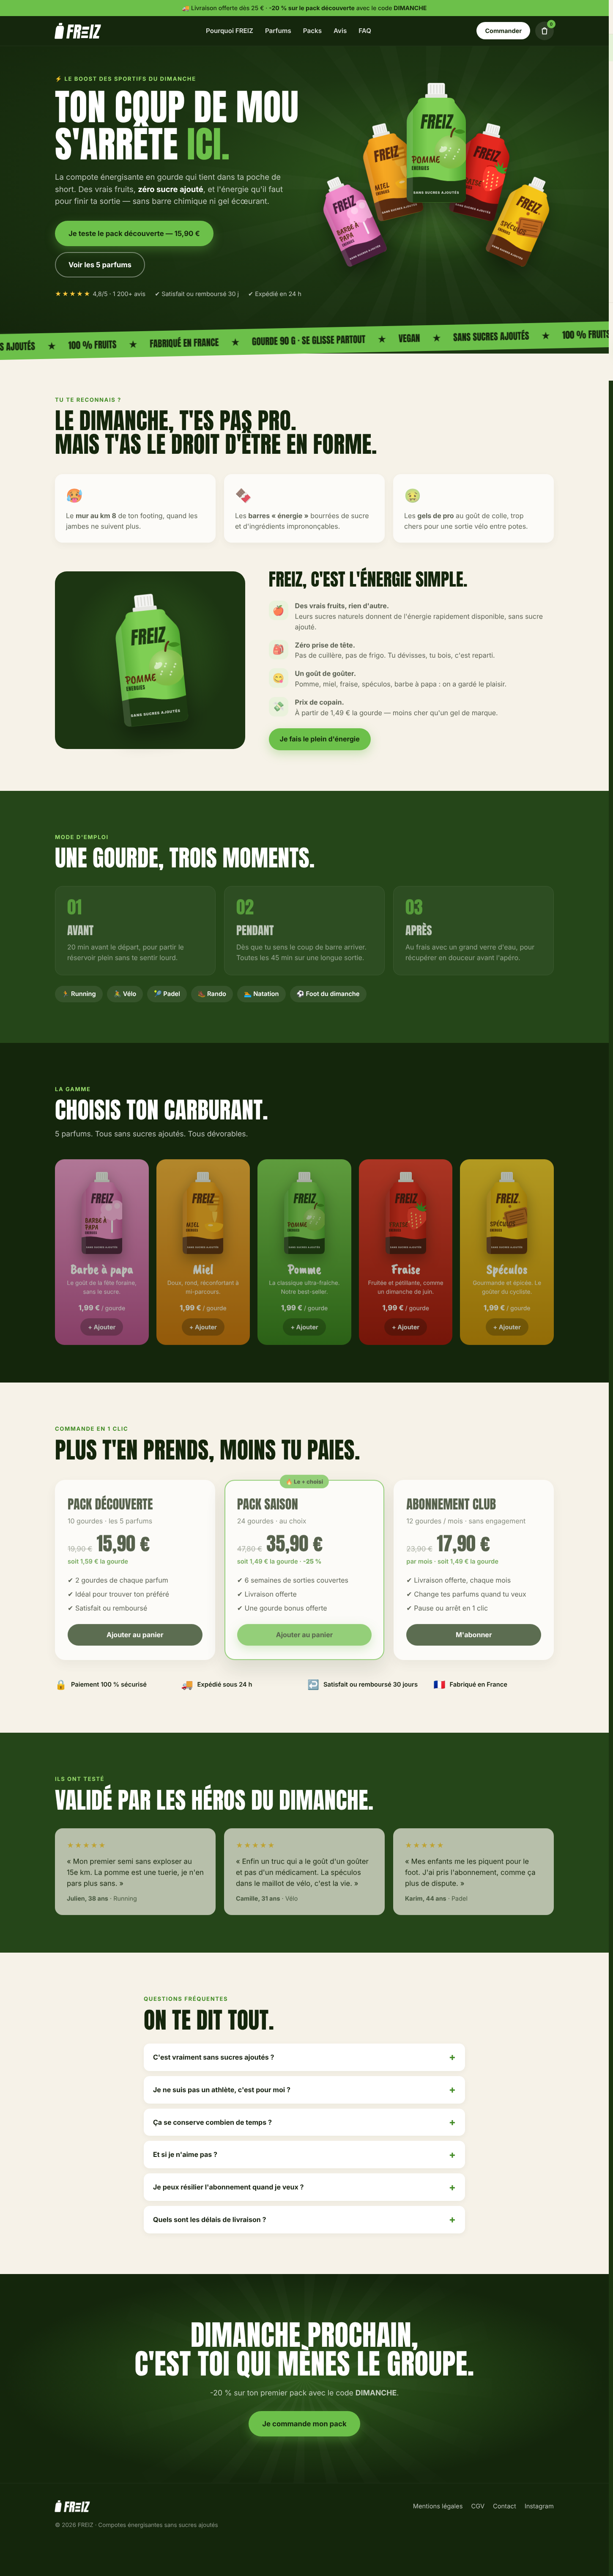 🚚 Livraison offerte dès 25 € · -20 % sur le pack découverte avec le code DIMANCHE
FREIZ
Pourquoi FREIZ
Parfums
Packs
Avis
FAQ
Commander
0
⚡ LE BOOST DES SPORTIFS DU DIMANCHE
TON COUP DE MOU
S'ARRÊTE ICI.
La compote énergisante en gourde qui tient dans ta poche de
short. Des vrais fruits, zéro sucre ajouté, et l'énergie qu'il faut
pour finir ta sortie — sans barre chimique ni gel écœurant.
Je teste le pack découverte — 15,90 €
Voir les 5 parfums
★★★★★ 4,8/5 · 1 200+ avis
✔ Satisfait ou remboursé 30 j
✔ Expédié en 24 h
FREIZ
BARBE À
PAPA
FREIZ
MIEL
ENERGIES
FREIZ
POMME
ENERGIES
SANS SUCRES AJOUTÉS
FREIZ
S AJOUTÉS ★ 100 % FRUITS ★ FABRIQUÉ EN FRANCE ★ GOURDE 90 G · SE GLISSE PARTOUT ★ VEGAN ★ SANS SUCRES AJOUTÉS ★ 100 % FRUITS
TU TE RECONNAIS ?
LE DIMANCHE, T'ES PAS PRO.
MAIS T'AS LE DROIT D'ÊTRE EN FORME.
Le mur au km 8 de ton footing, quand les
jambes ne suivent plus.
Les barres « énergie » bourrées de sucre
et d'ingrédients imprononçables.
Les gels de pro au goût de colle, trop
chers pour une sortie vélo entre potes.
FREIZ
POMME
ENERGIES
SANS SUCRES AJOUTÉS
FREIZ, C'EST L'ÉNERGIE SIMPLE.
Des vrais fruits, rien d'autre.
Leurs sucres naturels donnent de l'énergie rapidement disponible, sans sucre
ajouté.
Zéro prise de tête.
Pas de cuillère, pas de frigo. Tu dévisses, tu bois, c'est reparti.
Un goût de goûter.
Pomme, miel, fraise, spéculos, barbe à papa : on a gardé le plaisir.
Prix de copain.
À partir de 1,49 € la gourde — moins cher qu'un gel de marque.
Je fais le plein d'énergie
MODE D'EMPLOI
UNE GOURDE, TROIS MOMENTS.
01
AVANT
20 min avant le départ, pour partir le
réservoir plein sans te sentir lourd.
02
PENDANT
Dès que tu sens le coup de barre arriver.
Toutes les 45 min sur une longue sortie.
03
APRÈS
Au frais avec un grand verre d'eau, pour
récupérer en douceur avant l'apéro.
🏃 Running
🚴 Vélo
🎾 Padel
🥾 Rando
🏊 Natation
⚽ Foot du dimanche
LA GAMME
CHOISIS TON CARBURANT.
5 parfums. Tous sans sucres ajoutés. Tous dévorables.
FREIZ
BARBE À
PAPA
Barbe à papa
Le goût de la fête foraine,
sans le sucre.
1,99 € / gourde
+ Ajouter
FREIZ
MIEL
Miel
Doux, rond, réconfortant à
mi-parcours.
1,99 € / gourde
+ Ajouter
FREIZ
POMME
Pomme
La classique ultra-fraîche.
Notre best-seller.
1,99 € / gourde
+ Ajouter
FREIZ
FRAISE
Fraise
Fruitée et pétillante, comme
un dimanche de juin.
1,99 € / gourde
+ Ajouter
FREIZ
SPÉCULOS
Spéculos
Gourmande et épicée. Le
goûter du cycliste.
1,99 € / gourde
+ Ajouter
COMMANDE EN 1 CLIC
PLUS T'EN PRENDS, MOINS TU PAIES.
PACK DÉCOUVERTE
10 gourdes · les 5 parfums
19,90 € 15,90 €
soit 1,59 € la gourde
✔ 2 gourdes de chaque parfum
✔ Idéal pour trouver ton préféré
✔ Satisfait ou remboursé
Ajouter au panier
🔥 Le + choisi
PACK SAISON
24 gourdes · au choix
47,80 € 35,90 €
soit 1,49 € la gourde · -25 %
✔ 6 semaines de sorties couvertes
✔ Livraison offerte
✔ Une gourde bonus offerte
Ajouter au panier
ABONNEMENT CLUB
12 gourdes / mois · sans engagement
23,90 € 17,90 €
par mois · soit 1,49 € la gourde
✔ Livraison offerte, chaque mois
✔ Change tes parfums quand tu veux
✔ Pause ou arrêt en 1 clic
M'abonner
Paiement 100 % sécurisé
Expédié sous 24 h
Satisfait ou remboursé 30 jours
Fabriqué en France
ILS ONT TESTÉ
VALIDÉ PAR LES HÉROS DU DIMANCHE.
★★★★★
« Mon premier semi sans exploser au
15e km. La pomme est une tuerie, je n'en
pars plus sans. »
Julien, 38 ans · Running
★★★★★
« Enfin un truc qui a le goût d'un goûter
et pas d'un médicament. La spéculos
dans le maillot de vélo, c'est la vie. »
Camille, 31 ans · Vélo
★★★★★
« Mes enfants me les piquent pour le
foot. J'ai pris l'abonnement, comme ça
plus de dispute. »
Karim, 44 ans · Padel
QUESTIONS FRÉQUENTES
ON TE DIT TOUT.
C'est vraiment sans sucres ajoutés ? +
Je ne suis pas un athlète, c'est pour moi ? +
Ça se conserve combien de temps ? +
Et si je n'aime pas ? +
Je peux résilier l'abonnement quand je veux ? +
Quels sont les délais de livraison ? +
DIMANCHE PROCHAIN,
C'EST TOI QUI MÈNES LE GROUPE.
-20 % sur ton premier pack avec le code DIMANCHE.
Je commande mon pack
FREIZ
Mentions légales
CGV
Contact
Instagram
© 2026 FREIZ · Compotes énergisantes sans sucres ajoutés